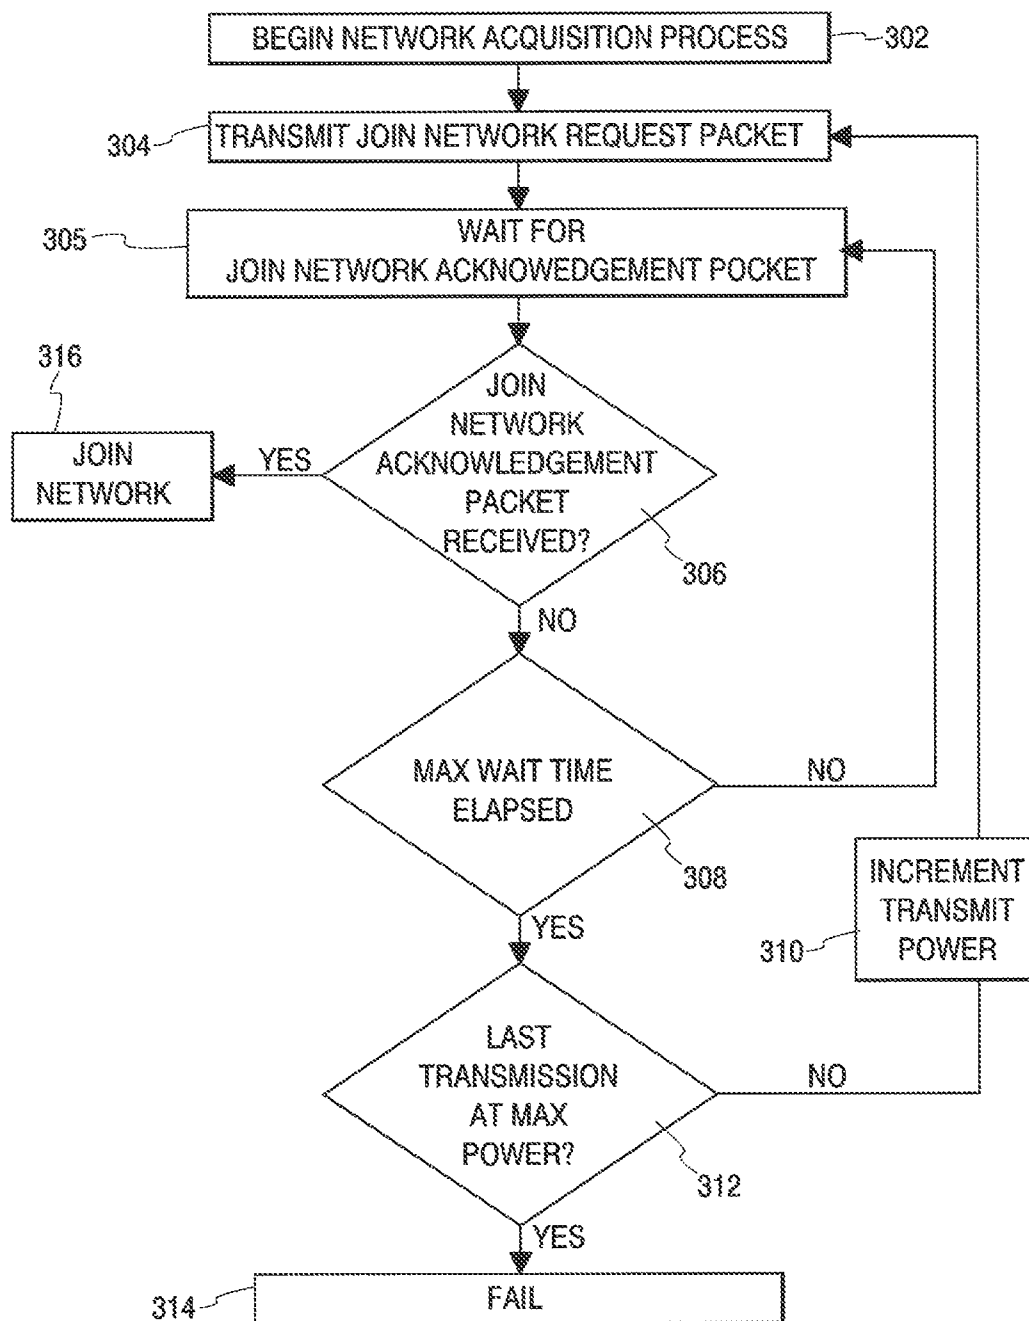 BEGIN NETWORK ACQUISITION PROCESS
302
304
TRANSMIT JOIN NETWORK REQUEST PACKET
305
WAIT FOR
JOIN NETWORK ACKNOWEDGEMENT POCKET
316
JOIN
NETWORK
YES
JOIN
NETWORK
ACKNOWLEDGEMENT
PACKET
RECEIVED?
306
NO
MAX WAIT TIME
ELAPSED
NO
308
YES
INCREMENT
TRANSMIT
POWER
310
LAST
TRANSMISSION
AT MAX
POWER?
NO
312
YES
FAIL
314